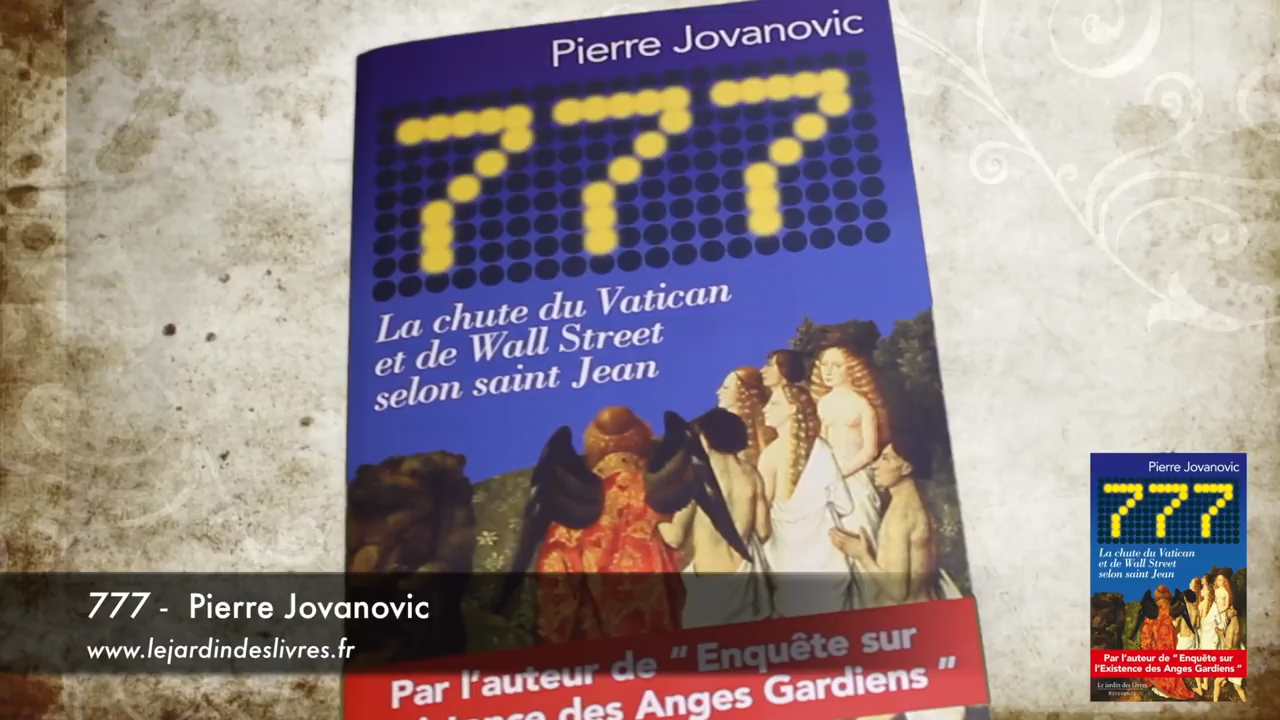 Pierre Jovanovic
777
La chute du Vatican
et de Wall Street
selon saint Jean
Par l'auteur de " Enquête sur
istence des Anges Gardiens "
777 - Pierre Jovanovic
www.lejardindeslivres.fr
Pierre Jovanovic
777
La chute du Vatican
et de Wall Street
selon saint Jean
Par l'auteur de " Enquête sur
l'Existence des Anges Gardiens "
Le jardin des Livres